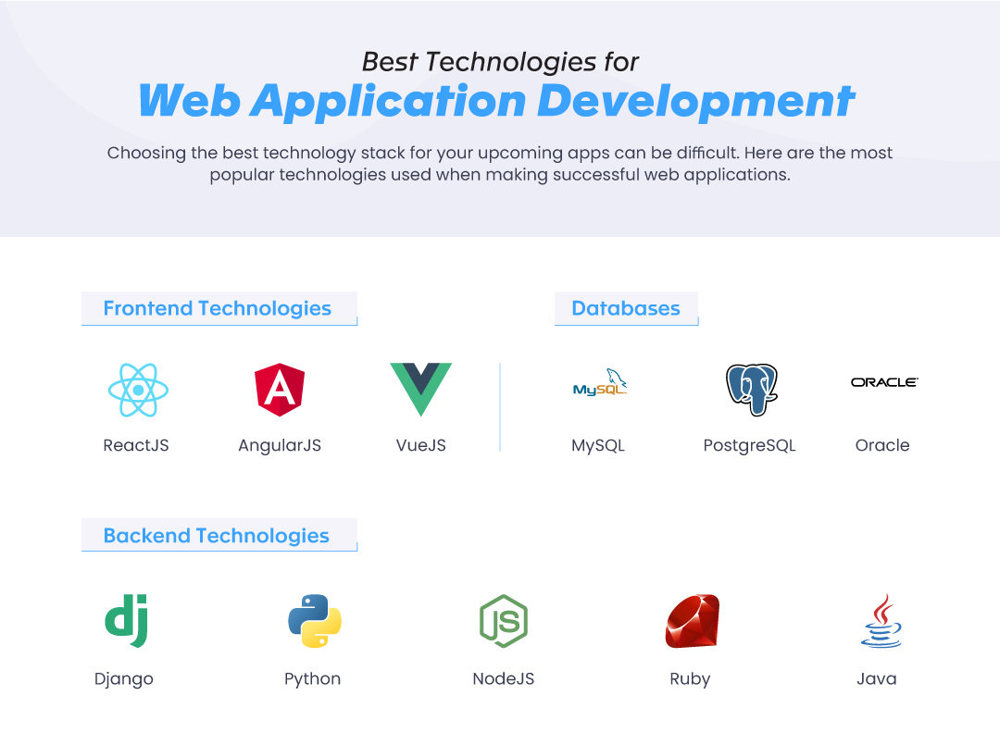 Best Technologies for
Web Application Development
Choosing the best technology stack for your upcoming apps can be difficult. Here are the most
popular technologies used when making successful web applications.
Frontend Technologies
ReactJS
A
AngularJS
VueJS
Databases
MySQL
MySQL
PostgreSQL
ORACLE
Oracle
Backend Technologies
dj
Django
Python
JS
NodeJS
Ruby
Java